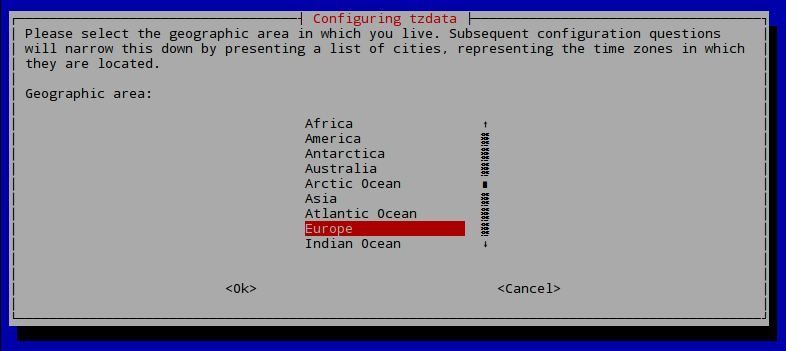 Configuring tzdata
Please select the geographic area in which you live. Subsequent configuration questions
will narrow this down by presenting a list of cities, representing the time zones in which
they are located.
Geographic area:
Africa
America
Antarctica
Australia
Arctic Ocean
Asia
Atlantic Ocean
Europe
Indian Ocean
<Ok> <Cancel>